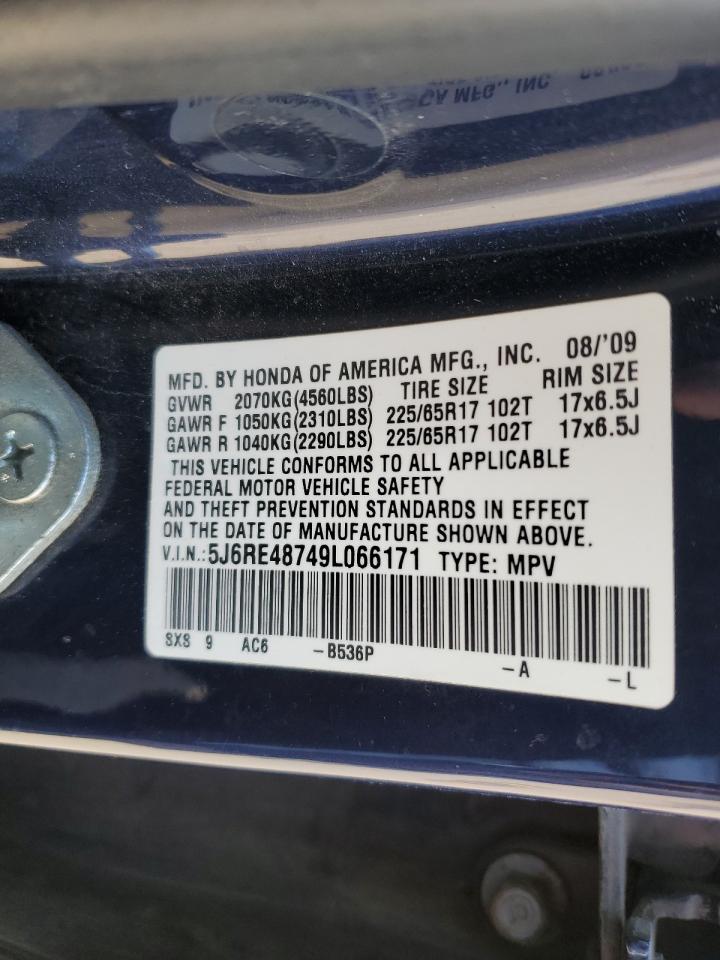 MFD. BY HONDA OF AMERICA MFG., INC. 08/'09
GVWR 2070KG(4560LBS) TIRE SIZE RIM SIZE
GAWR F 1050KG(2310LBS) 225/65R17 102T 17x6.5J
GAWR R 1040KG(2290LBS) 225/65R17 102T 17x6.5J
THIS VEHICLE CONFORMS TO ALL APPLICABLE
FEDERAL MOTOR VEHICLE SAFETY
AND THEFT PREVENTION STANDARDS IN EFFECT
ON THE DATE OF MANUFACTURE SHOWN ABOVE.
V.I.N.:5J6RE48749L066171 TYPE: MPV
SXS 9 AC6 -B536P -A -L